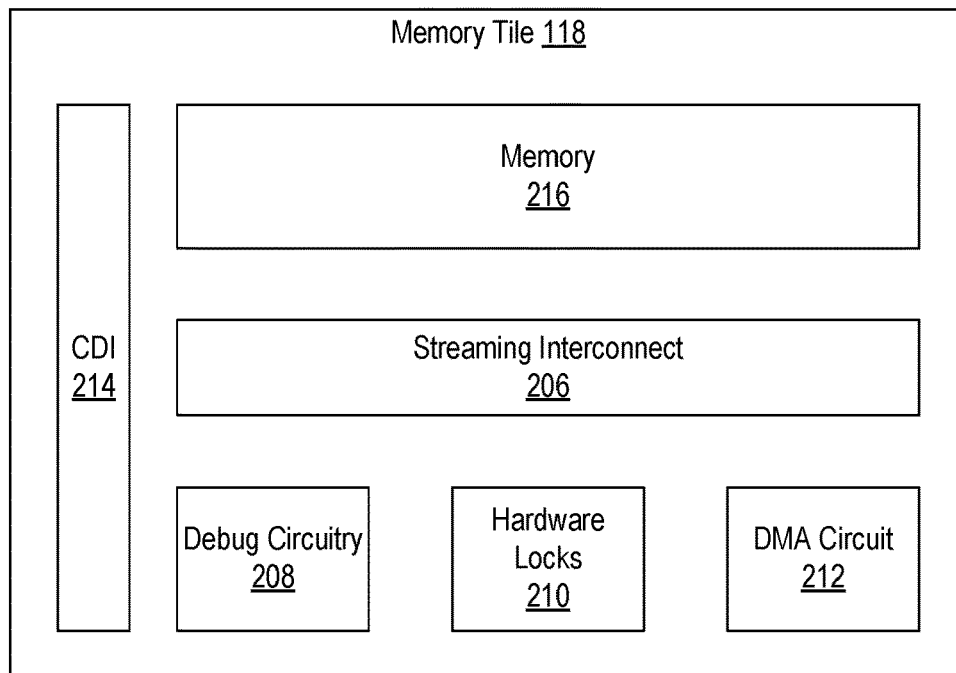 Memory Tile 118
Memory
216
CDI
214
Streaming Interconnect
206
Debug Circuitry
208
Hardware
Locks
210
DMA Circuit
212